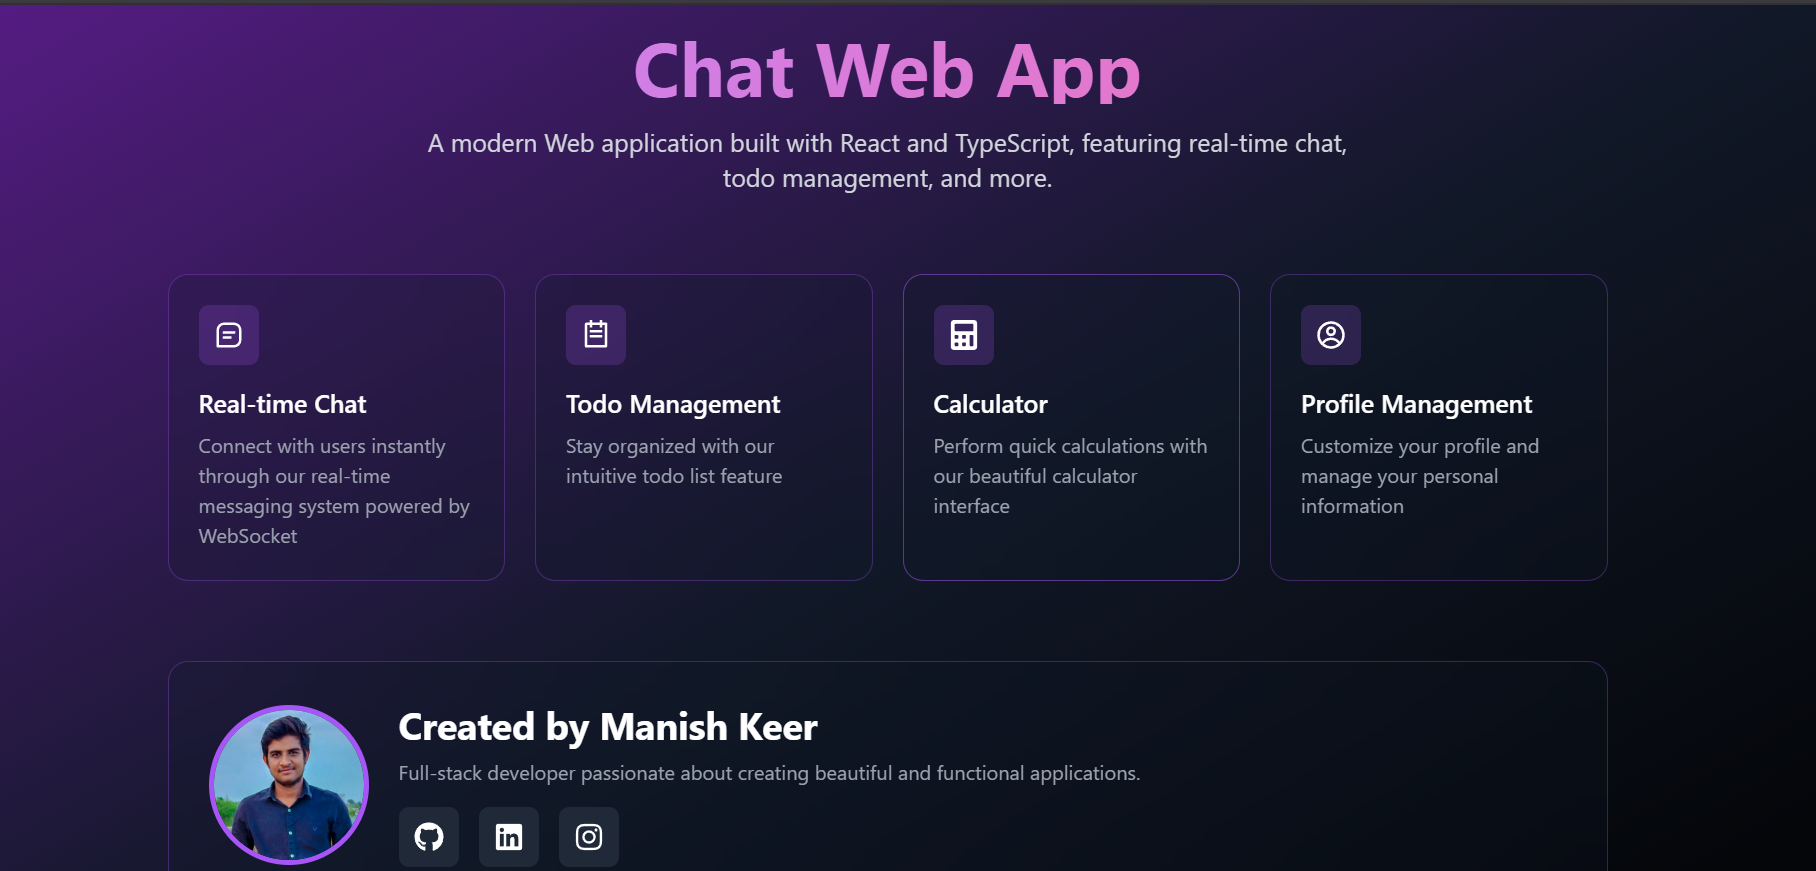 Chat Web App
A modern Web application built with React and TypeScript, featuring real-time chat,
todo management, and more.
Real-time Chat
Connect with users instantly
through our real-time
messaging system powered by
WebSocket
Todo Management
Stay organized with our
intuitive todo list feature
Calculator
Perform quick calculations with
our beautiful calculator
interface
Profile Management
Customize your profile and
manage your personal
information
Created by Manish Keer
Full-stack developer passionate about creating beautiful and functional applications.